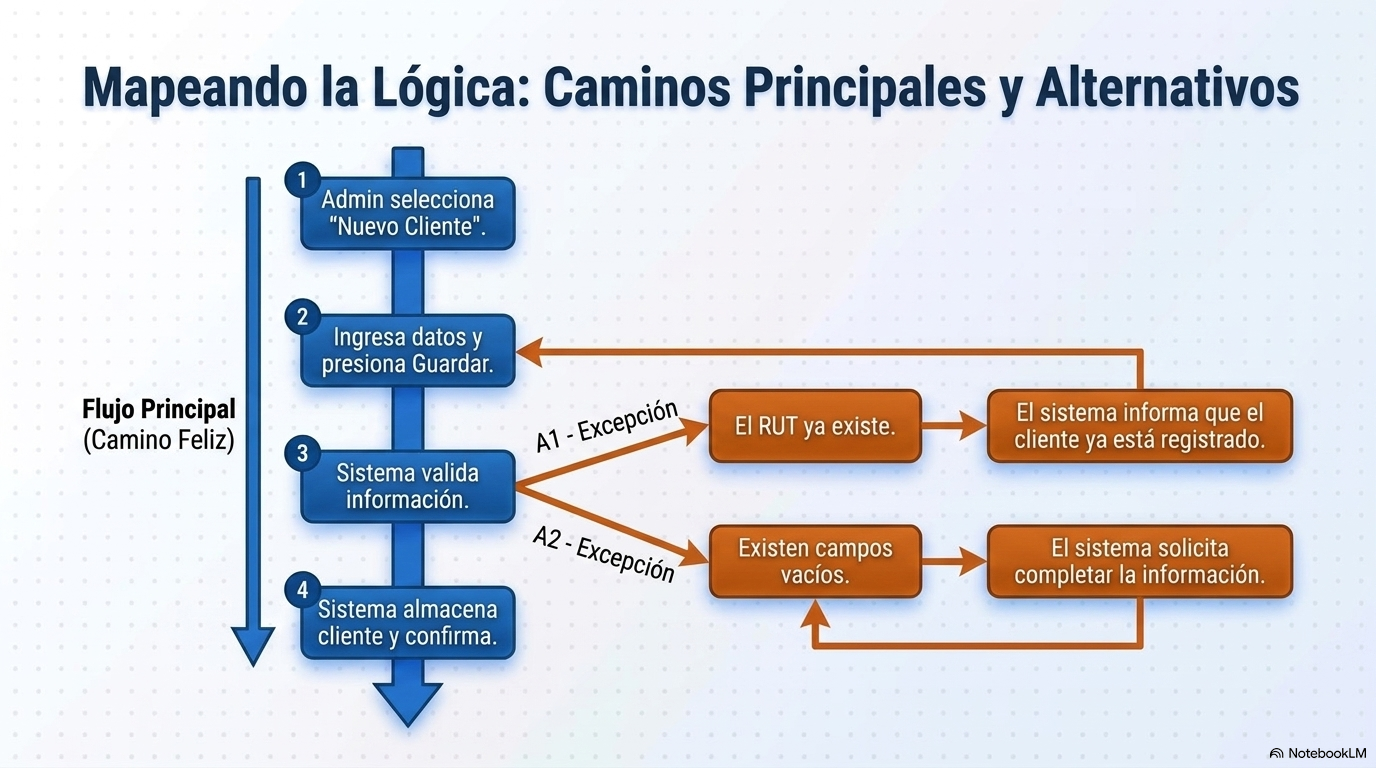 Mapeando la Lógica: Caminos Principales y Alternativos
1
Admin selecciona
“Nuevo Cliente".
2
Ingresa datos y
presiona Guardar.
Flujo Principal
(Camino Feliz)
3
Sistema valida
información.
4
Sistema almacena
cliente y confirma.
A1 - Excepción
El RUT ya existe.
El sistema informa que el
cliente ya está registrado.
A2 - Excepción
Existen campos
vacíos.
El sistema solicita
completar la información.
NotebookLM